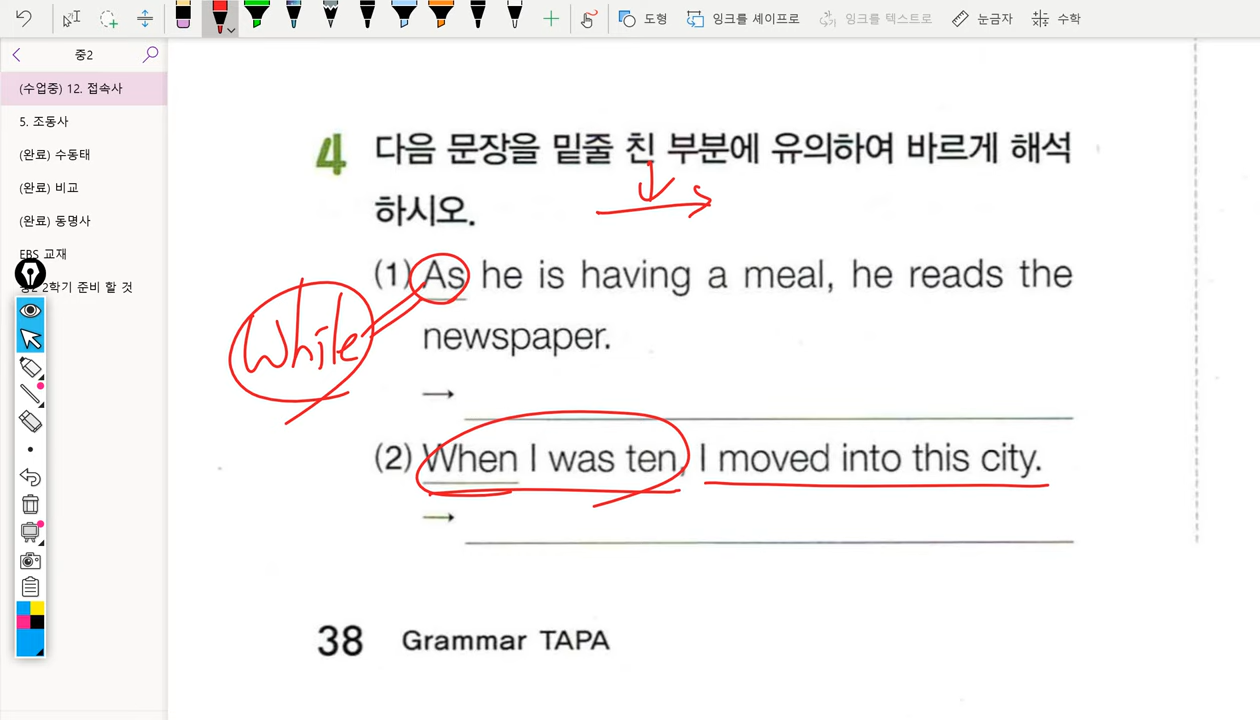 도형
잉크를 셰이프로
잉크를 텍스트로
눈금자
수학
중2
(수업중) 12. 접속사
5. 조동사
(완료) 수동태
(완료) 비교
(완료) 동명사
EBS 교재
2학기 준비 할 것
4 다음 문장을 밑줄 친 부분에 유의하여 바르게 해석
하시오.
(1) As he is having a meal, he reads the
While
newspaper.
→
(2) When I was ten, I moved into this city.
→
38 Grammar TAPA